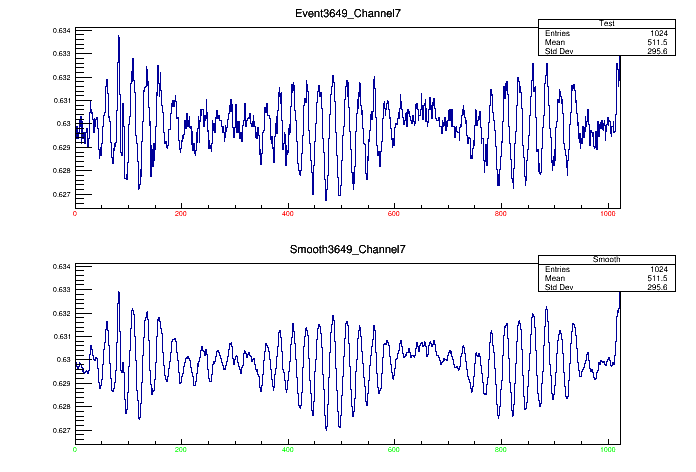 Event3649_Channel7
Test
Entries 1024
Mean 511.5
Std Dev 295.6
0.634
0.633
0.632
0.631
0.63
0.629
0.628
0.627
0 200 400 600 800 1000
Smooth3649_Channel7
Smooth
Entries 1024
Mean 511.5
Std Dev 295.6
0.634
0.633
0.632
0.631
0.63
0.629
0.628
0.627
0 200 400 600 800 1000